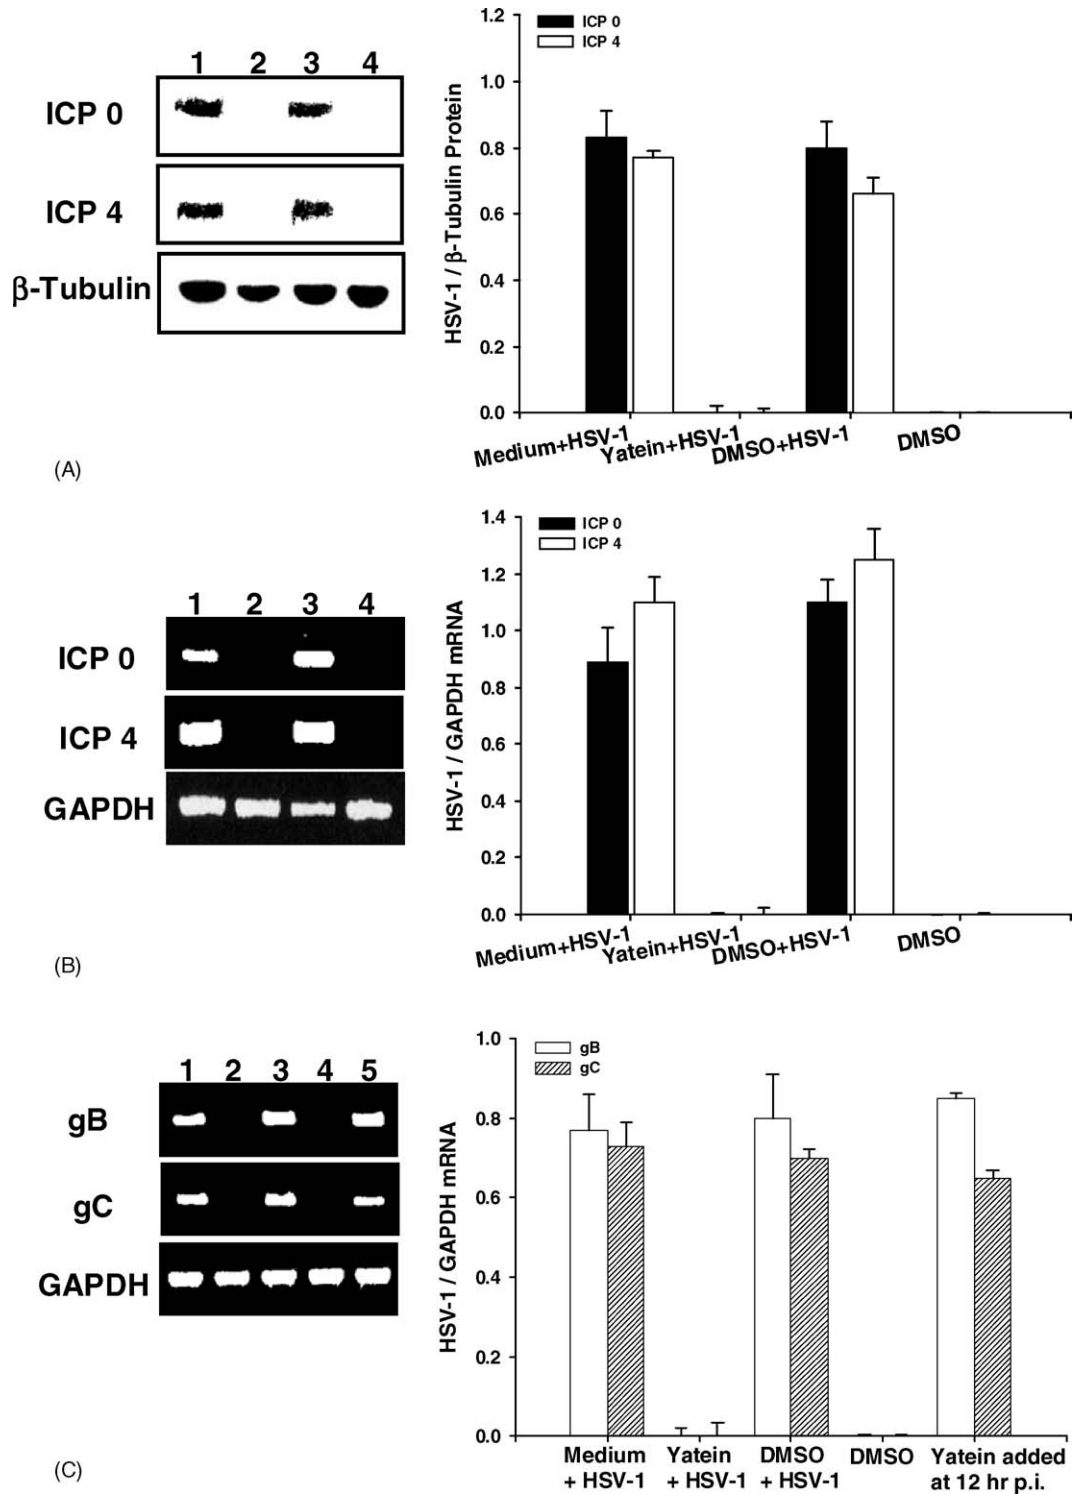 1 2 3 4
ICP 0
ICP 4
β-Tubulin
(A)
ICP 0
ICP 4
HSV-1 / β-Tubulin Protein
1.2
1.0
0.8
0.6
0.4
0.2
0.0
Medium+HSV-1
Yatein+HSV-1
DMSO+HSV-1
DMSO
1 2 3 4
ICP 0
ICP 4
GAPDH
(B)
ICP 0
ICP 4
HSV-1 / GAPDH mRNA
1.4
1.2
1.0
0.8
0.6
0.4
0.2
0.0
Medium+HSV-1
Yatein+HSV-1
DMSO+HSV-1
DMSO
1 2 3 4 5
gB
gC
GAPDH
(C)
gB
gC
HSV-1 / GAPDH mRNA
1.0
0.8
0.6
0.4
0.2
0.0
Medium
+ HSV-1
Yatein
+ HSV-1
DMSO
+ HSV-1
DMSO
Yatein added
at 12 hr p.i.